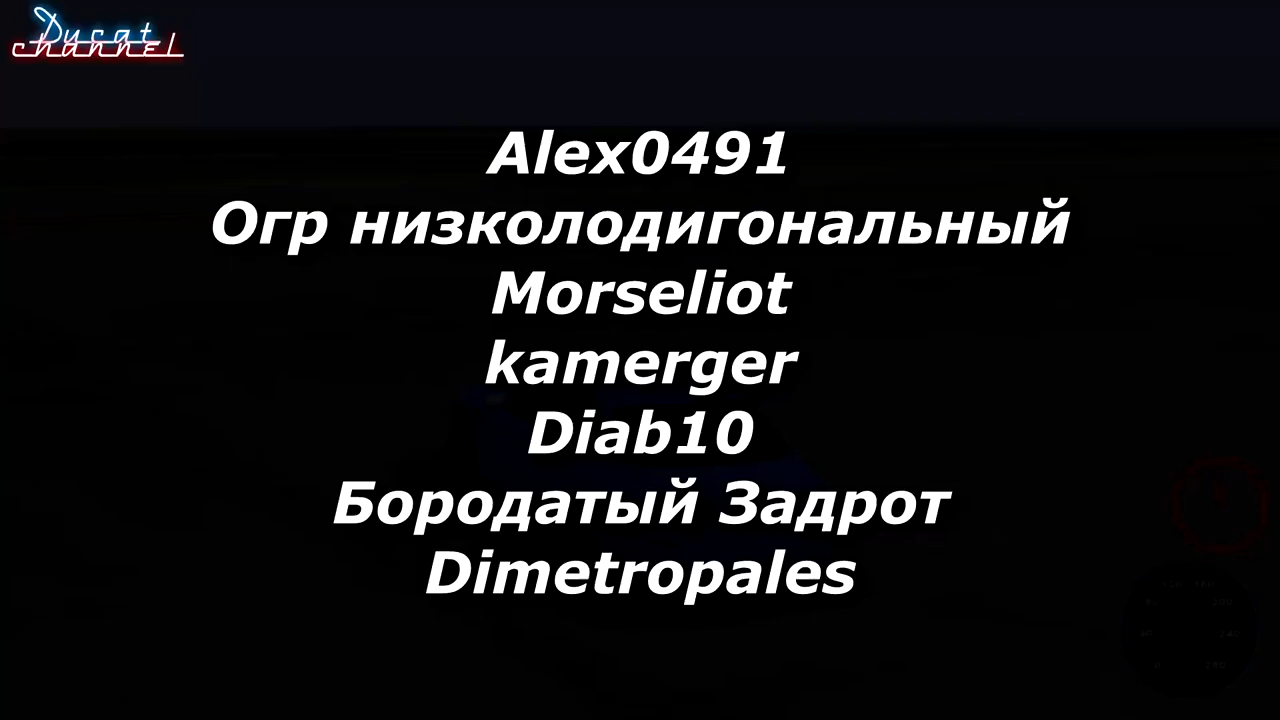 Ducat
channel
Alex0491
Огр низколодигональный
Morseliot
kamerger
Diab10
Бородатый Задрот
Dimetropales